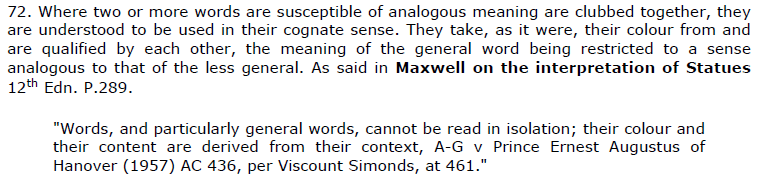 72. Where two or more words are susceptible of analogous meaning are clubbed together, they
are understood to be used in their cognate sense. They take, as it were, their colour from and
are qualified by each other, the meaning of the general word being restricted to a sense
analogous to that of the less general. As said in Maxwell on the interpretation of Statues
12th Edn. P.289.
"Words, and particularly general words, cannot be read in isolation; their colour and
their content are derived from their context, A-G v Prince Ernest Augustus of
Hanover (1957) AC 436, per Viscount Simonds, at 461."